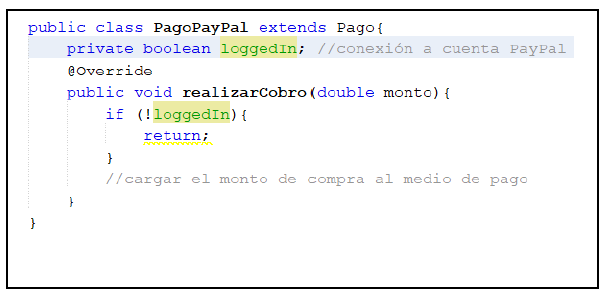 public class PagoPayPal extends Pago{
private boolean loggedIn; //conexión a cuenta PayPal
@Override
public void realizarCobro(double monto){
if (!loggedIn){
return;
}
//cargar el monto de compra al medio de pago
}
}